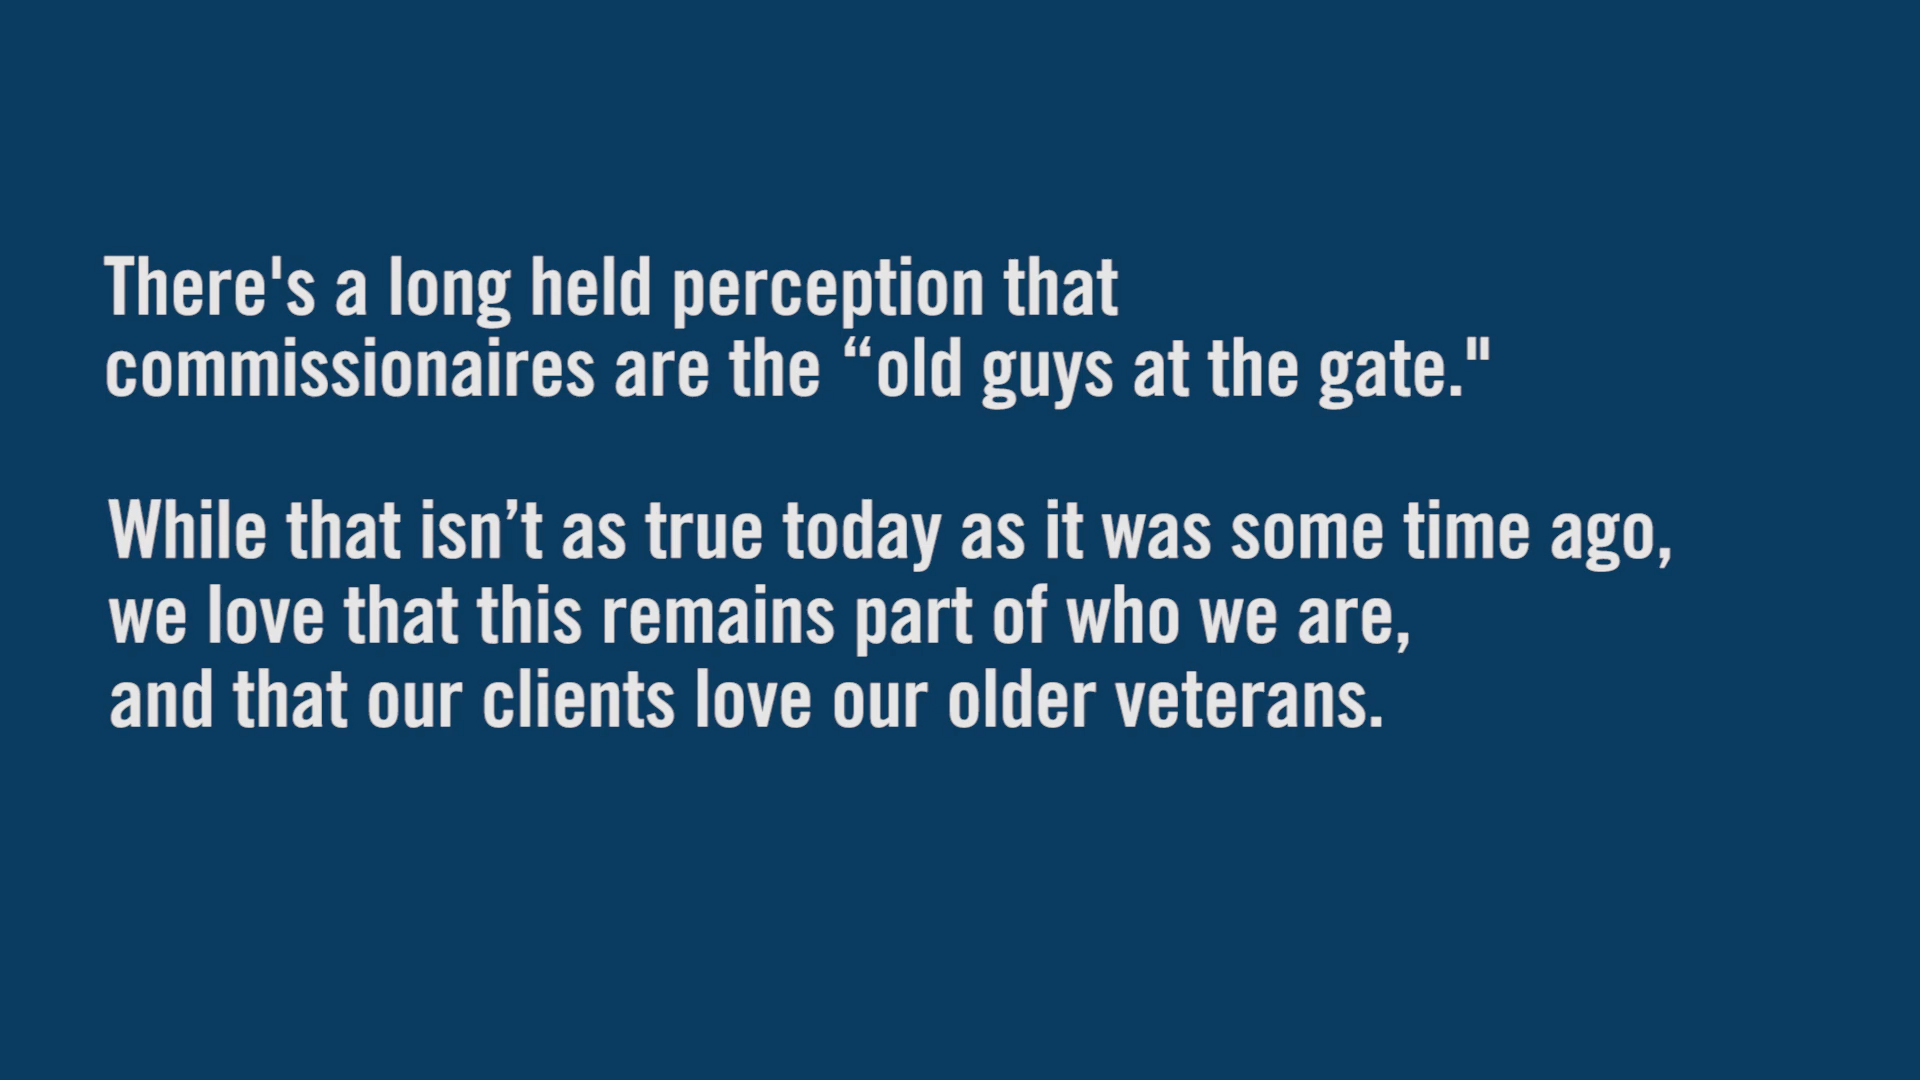 There's a long held perception that
commissionaires are the “old guys at the gate."
While that isn’t as true today as it was some time ago,
we love that this remains part of who we are,
and that our clients love our older veterans.